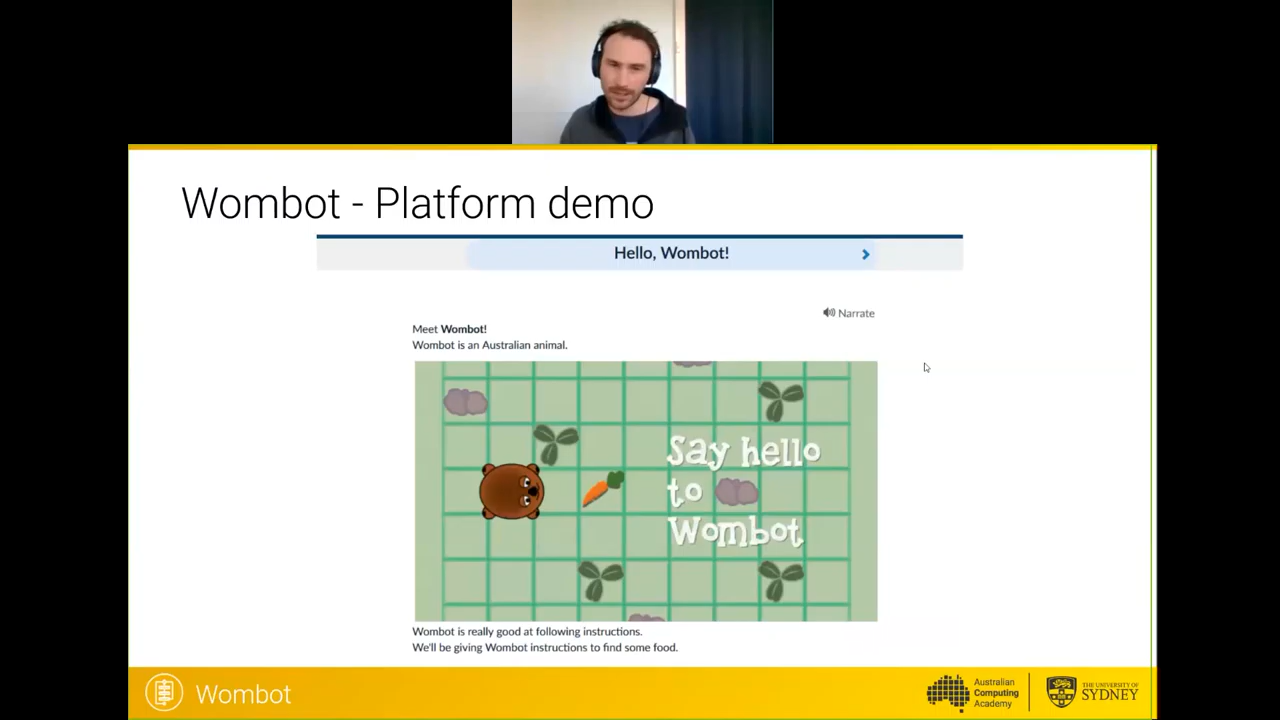 Wombot - Platform demo
Hello, Wombot!
Narrate
Meet Wombot!
Wombot is an Australian animal.
Say hello
to
Wombot
Wombot is really good at following instructions.
We'll be giving Wombot instructions to find some food.
Wombot
Australian
Computing
Academy
THE UNIVERSITY OF
SYDNEY